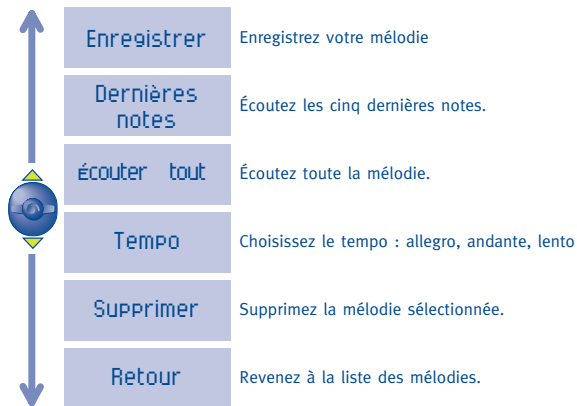 Enregistrer
Enregistrez votre mélodie
Dernières
notes
Écoutez les cinq dernières notes.
Écouter tout
Écoutez toute la mélodie.
Tempo
Choisissez le tempo : allegro, andante, lento
Supprimer
Supprimez la mélodie sélectionnée.
Retour
Revenez à la liste des mélodies.